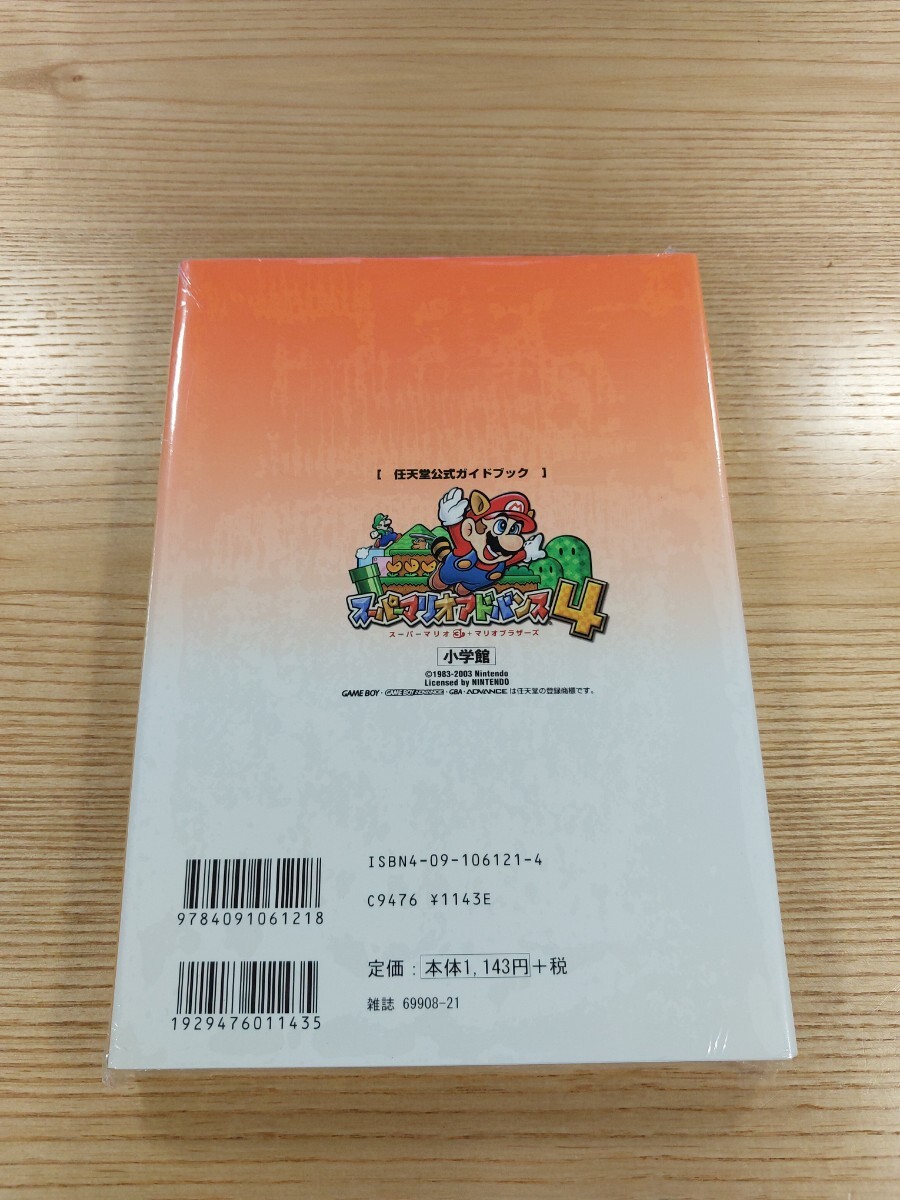 [ 任天堂公式ガイドブック ]
スーパーマリオアドバンス4
スーパーマリオ3+マリオブラザーズ
小学館
©1983-2003 Nintendo
Licensed by NINTENDO
GAME BOY・GAME BOY ADVANCE・GBA・ADVANCE は任天堂の登録商標です。
ISBN4-09-106121-4
C9476 ¥1143E
9784091061218
定価:本体1,143円+税
雑誌 69908-21
1929476011435